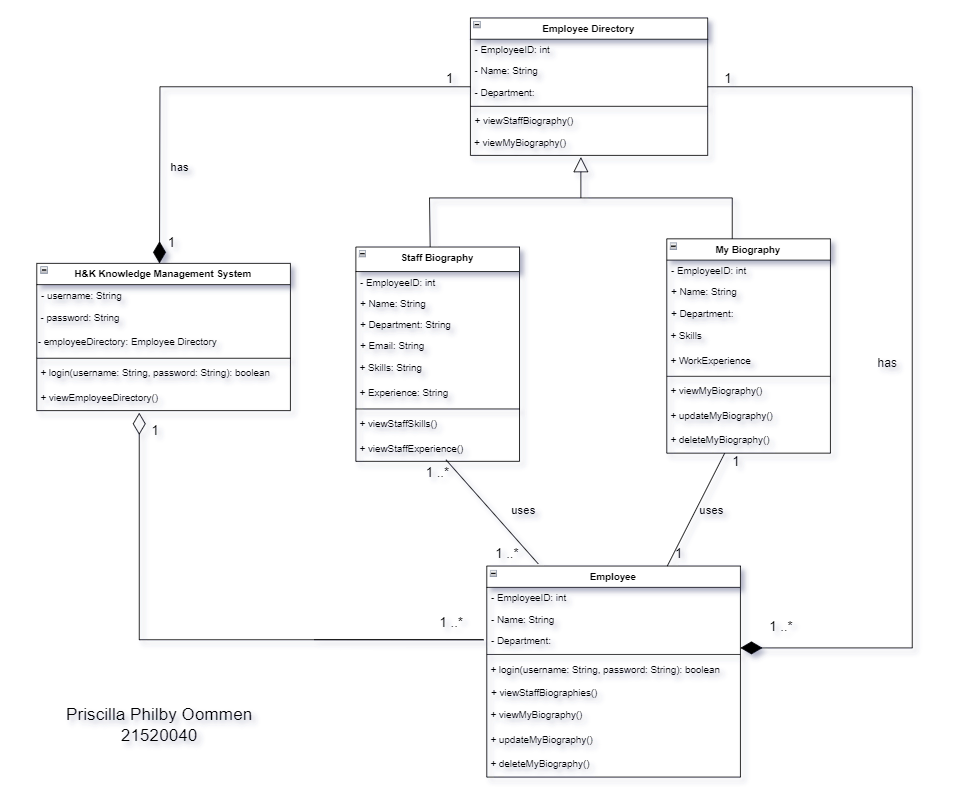 Employee Directory
- EmployeeID: int
- Name: String
- Department:
+ viewStaffBiography()
+ viewMyBiography()
1
1
has
1
H&K Knowledge Management System
- username: String
- password: String
- employeeDirectory: Employee Directory
+ login(username: String, password: String): boolean
+ viewEmployeeDirectory()
1
Staff Biography
- EmployeeID: int
+ Name: String
+ Department: String
+ Email: String
+ Skills: String
+ Experience: String
+ viewStaffSkills()
+ viewStaffExperience()
1 ..*
My Biography
- EmployeeID: int
+ Name: String
+ Department:
+ Skills
+ WorkExperience
+ viewMyBiography()
+ updateMyBiography()
+ deleteMyBiography()
1
has
uses
uses
1 ..*
1
1 ..*
1 ..*
Employee
- EmployeeID: int
- Name: String
- Department:
+ login(username: String, password: String): boolean
+ viewStaffBiographies()
+ viewMyBiography()
+ updateMyBiography()
+ deleteMyBiography()
Priscilla Philby Oommen
21520040